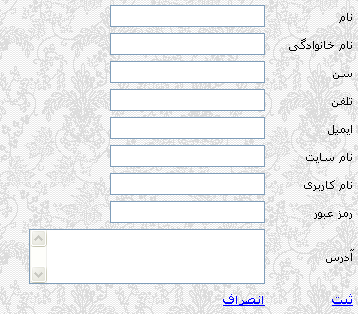 نام
نام خانوادگی
سن
تلفن
ایمیل
نام سایت
نام کاربری
رمز عبور
آدرس
ثبت انصراف